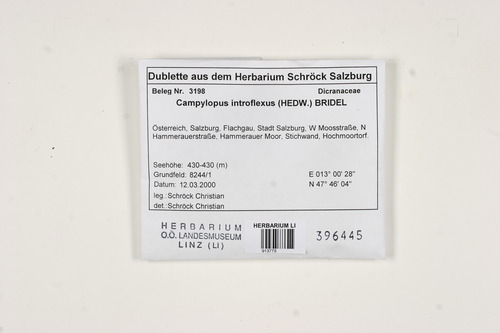 Dublette aus dem Herbarium Schröck Salzburg
Beleg Nr. 3198 Dicranaceae
Campylopus introflexus (HEDW.) BRIDEL
Österreich, Salzburg, Flachgau, Stadt Salzburg, W Moosstraße, N
Hammerauerstraße, Hammerauer Moor, Stichwand, Hochmoortorf.
Seehöhe: 430-430 (m)
Grundfeld: 8244/1 E 013° 00' 28"
Datum: 12.03.2000 N 47° 46' 04"
leg.:Schröck Christian
det.:Schröck Christian
HERBARIUM
O.Ö. LANDESMUSEUM
LINZ (LI)
HERBARIUM LI
396445